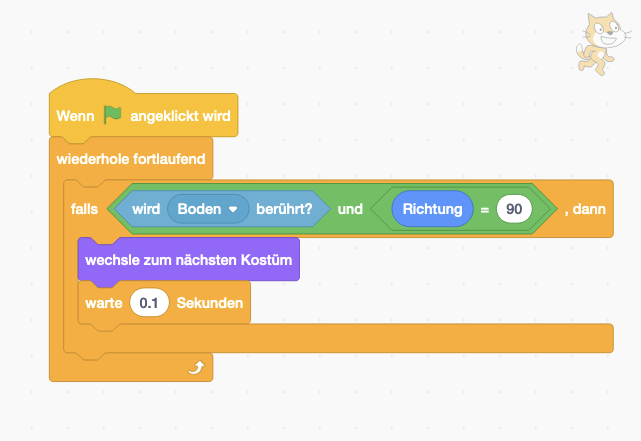 Wenn angeklickt wird
wiederhole fortlaufend
falls wird Boden berührt? und Richtung = 90 , dann
wechsle zum nächsten Kostüm
warte 0.1 Sekunden